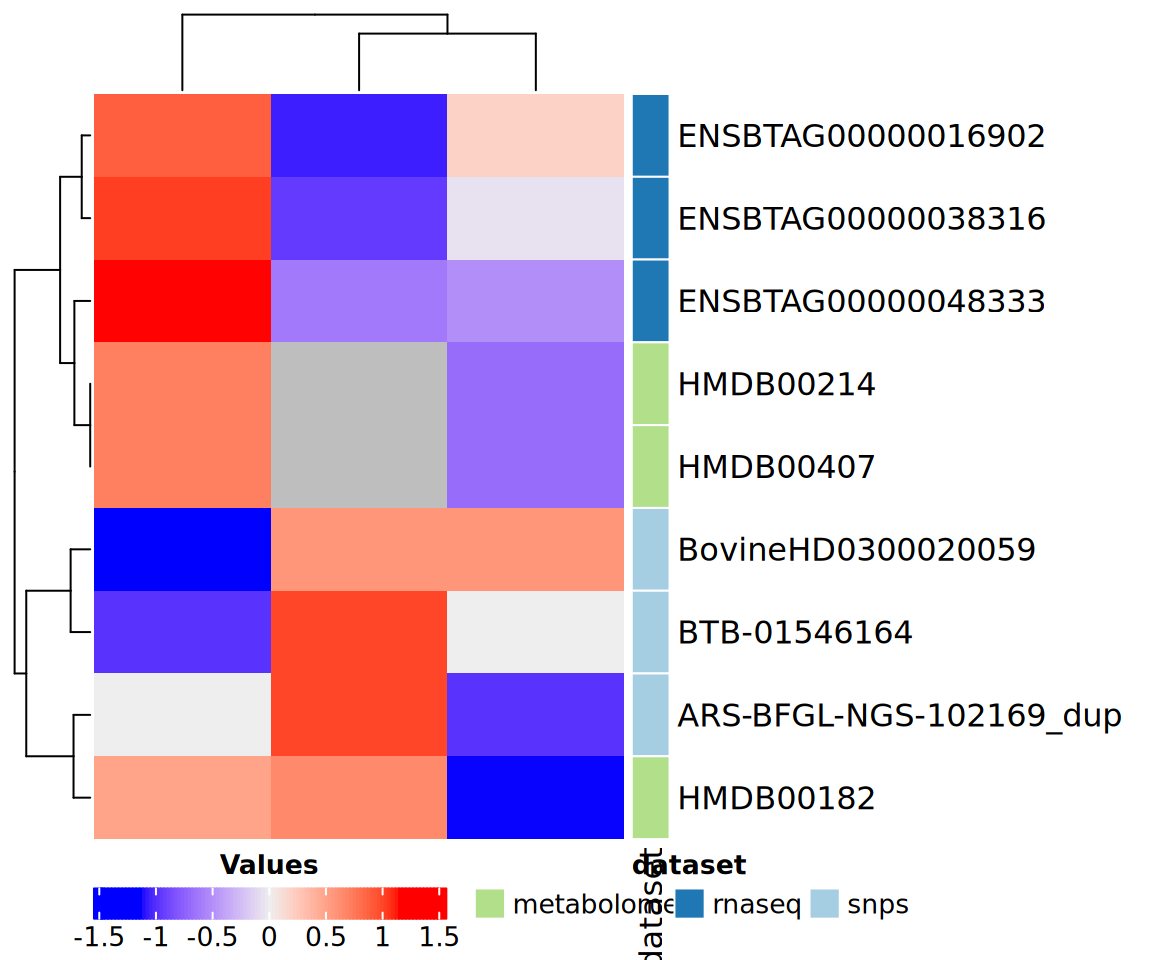 ENSBTAG00000016902
ENSBTAG00000038316
ENSBTAG00000048333
HMDB00214
HMDB00407
BovineHD0300020059
BTB-01546164
ARS-BFGL-NGS-102169_dup
HMDB00182
Values
-1.5 -1 -0.5 0 0.5 1 1.5
dataset
metabolome rnaseq snps
dataset